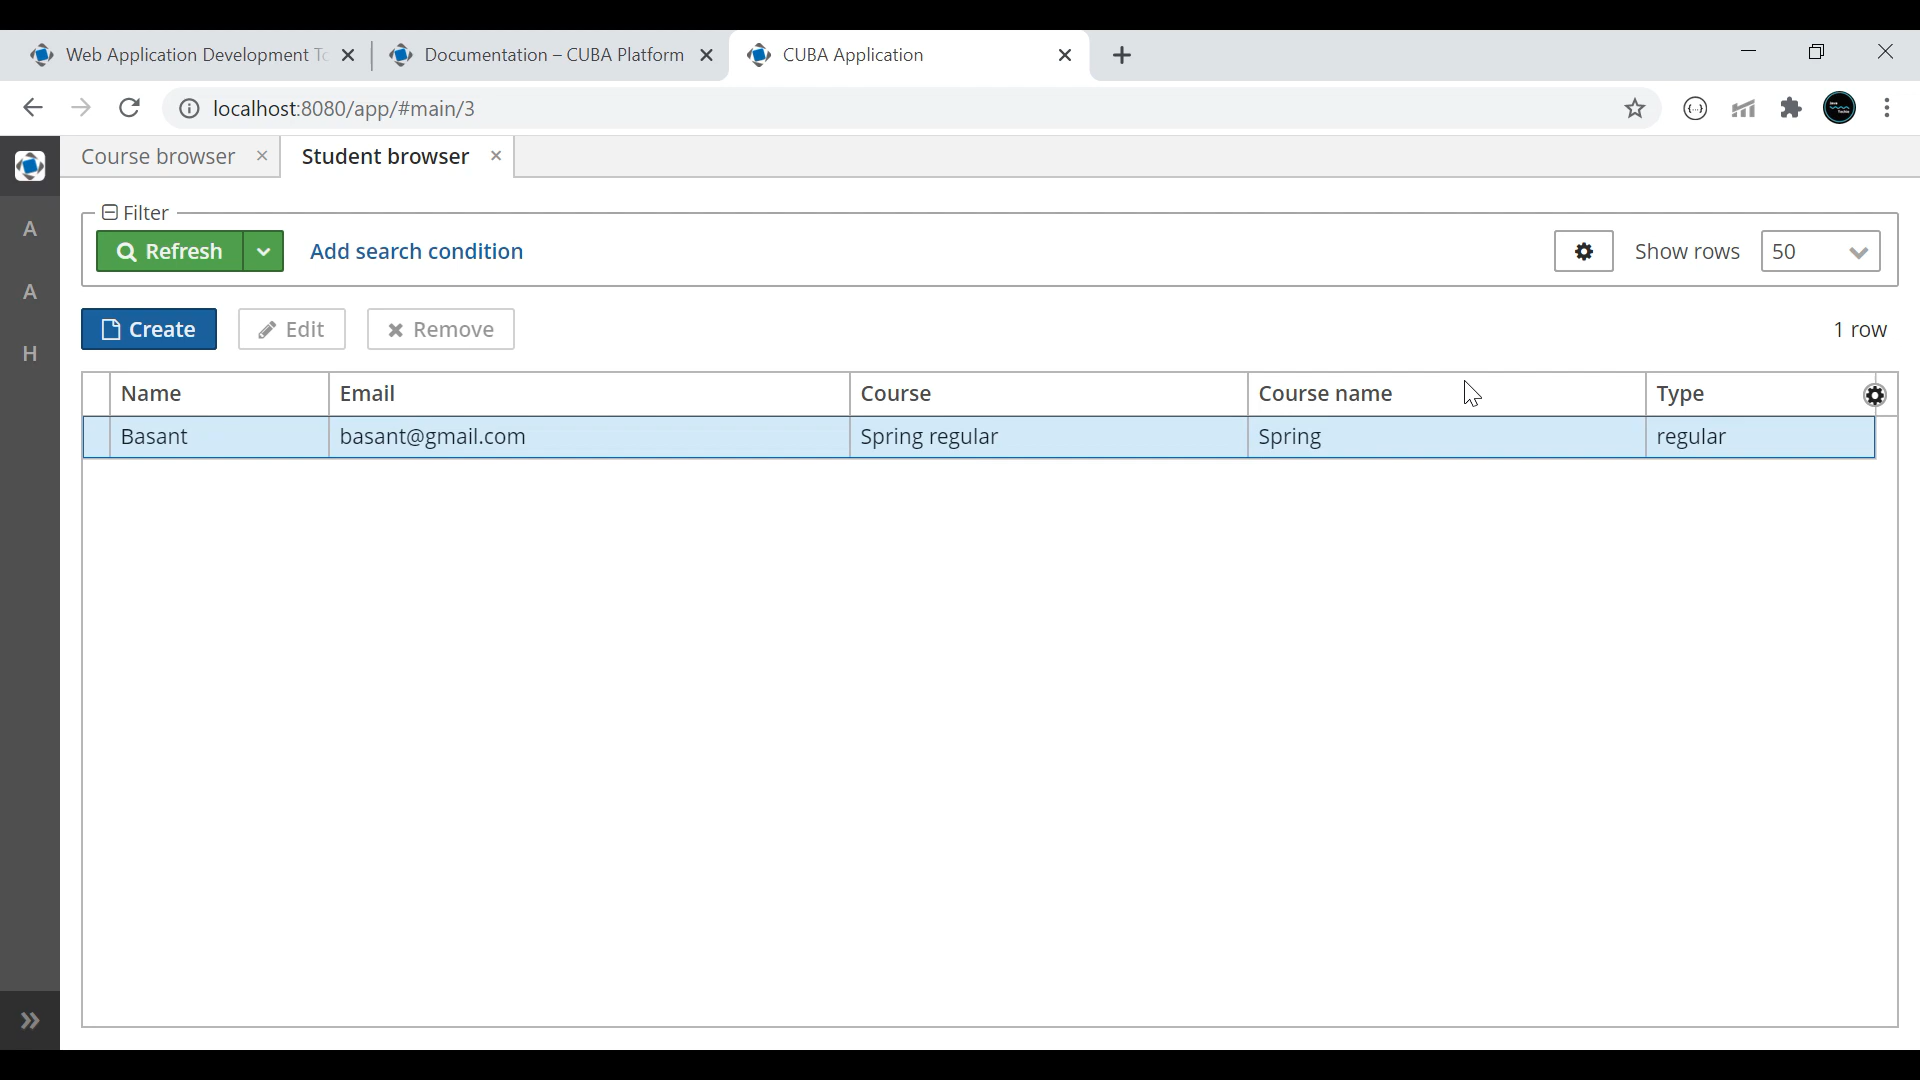 Web Application Development To Documentation – CUBA Platform CUBA Application
localhost:8080/app/#main/3
Course browser Student browser
Filter
A
Refresh Add search condition Show rows 50
A
Create Edit Remove 1 row
H
Name Email Course Course name Type
Basant basant@gmail.com Spring regular Spring regular